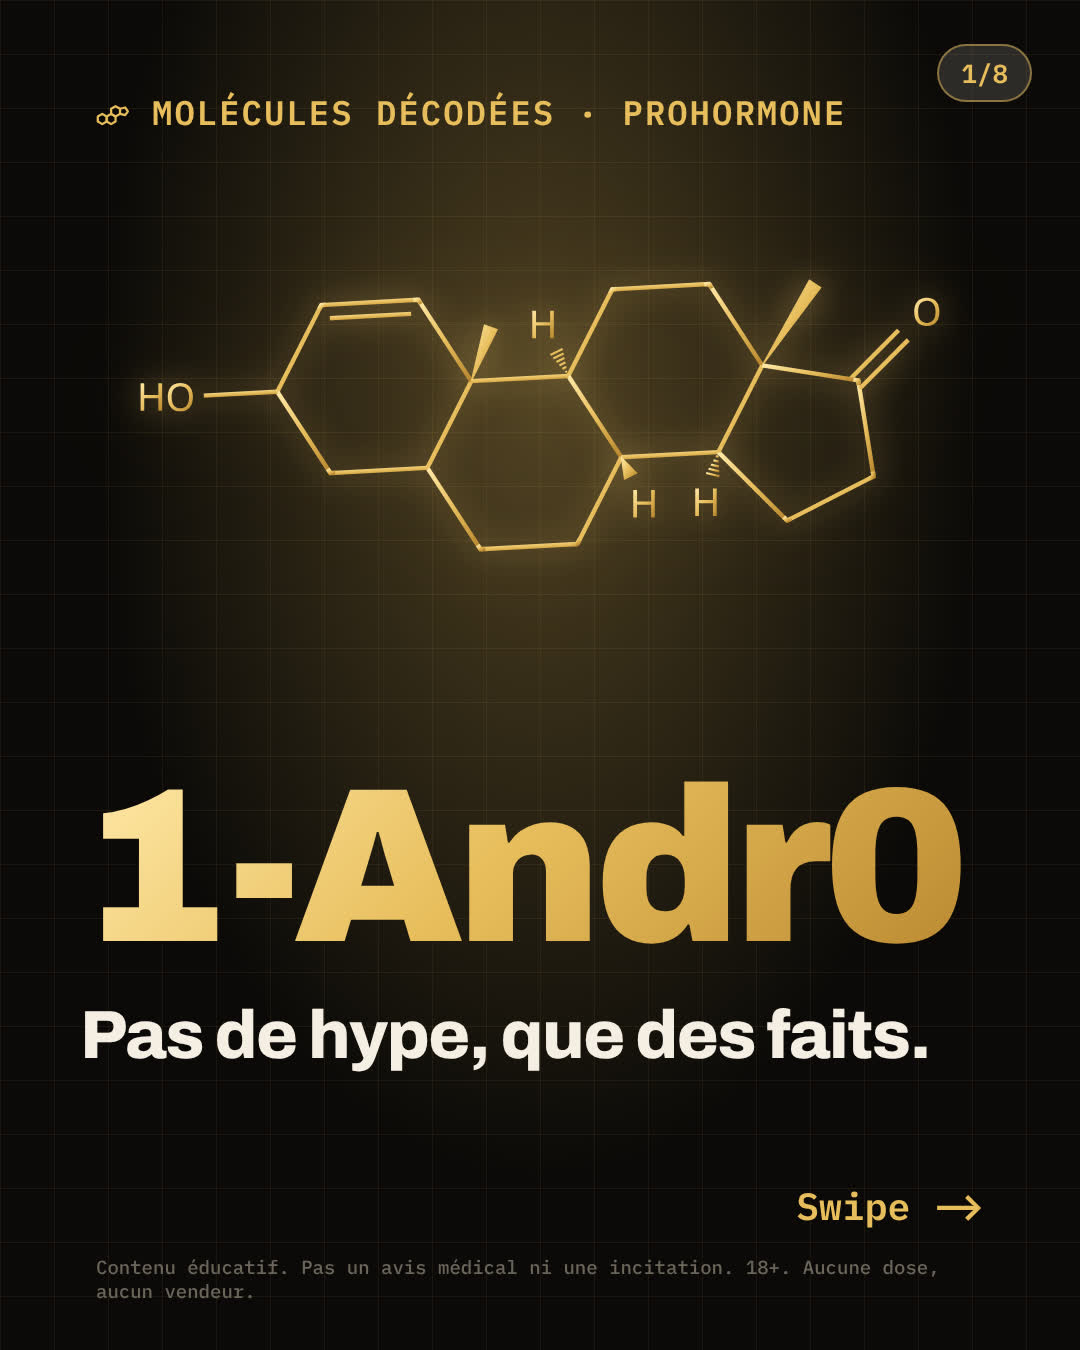 1/8
MOLÉCULES DÉCODÉES · PROHORMONE
H
O
HO
H
H
1-Andr0
Pas de hype, que des faits.
Swipe →
Contenu éducatif. Pas un avis médical ni une incitation. 18+. Aucune dose,
aucun vendeur.